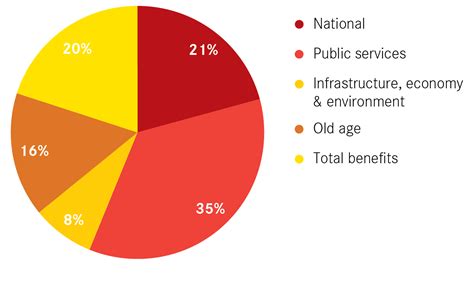 20%
21%
16%
8%
35%
National
Public services
Infrastructure, economy
& environment
Old age
Total benefits